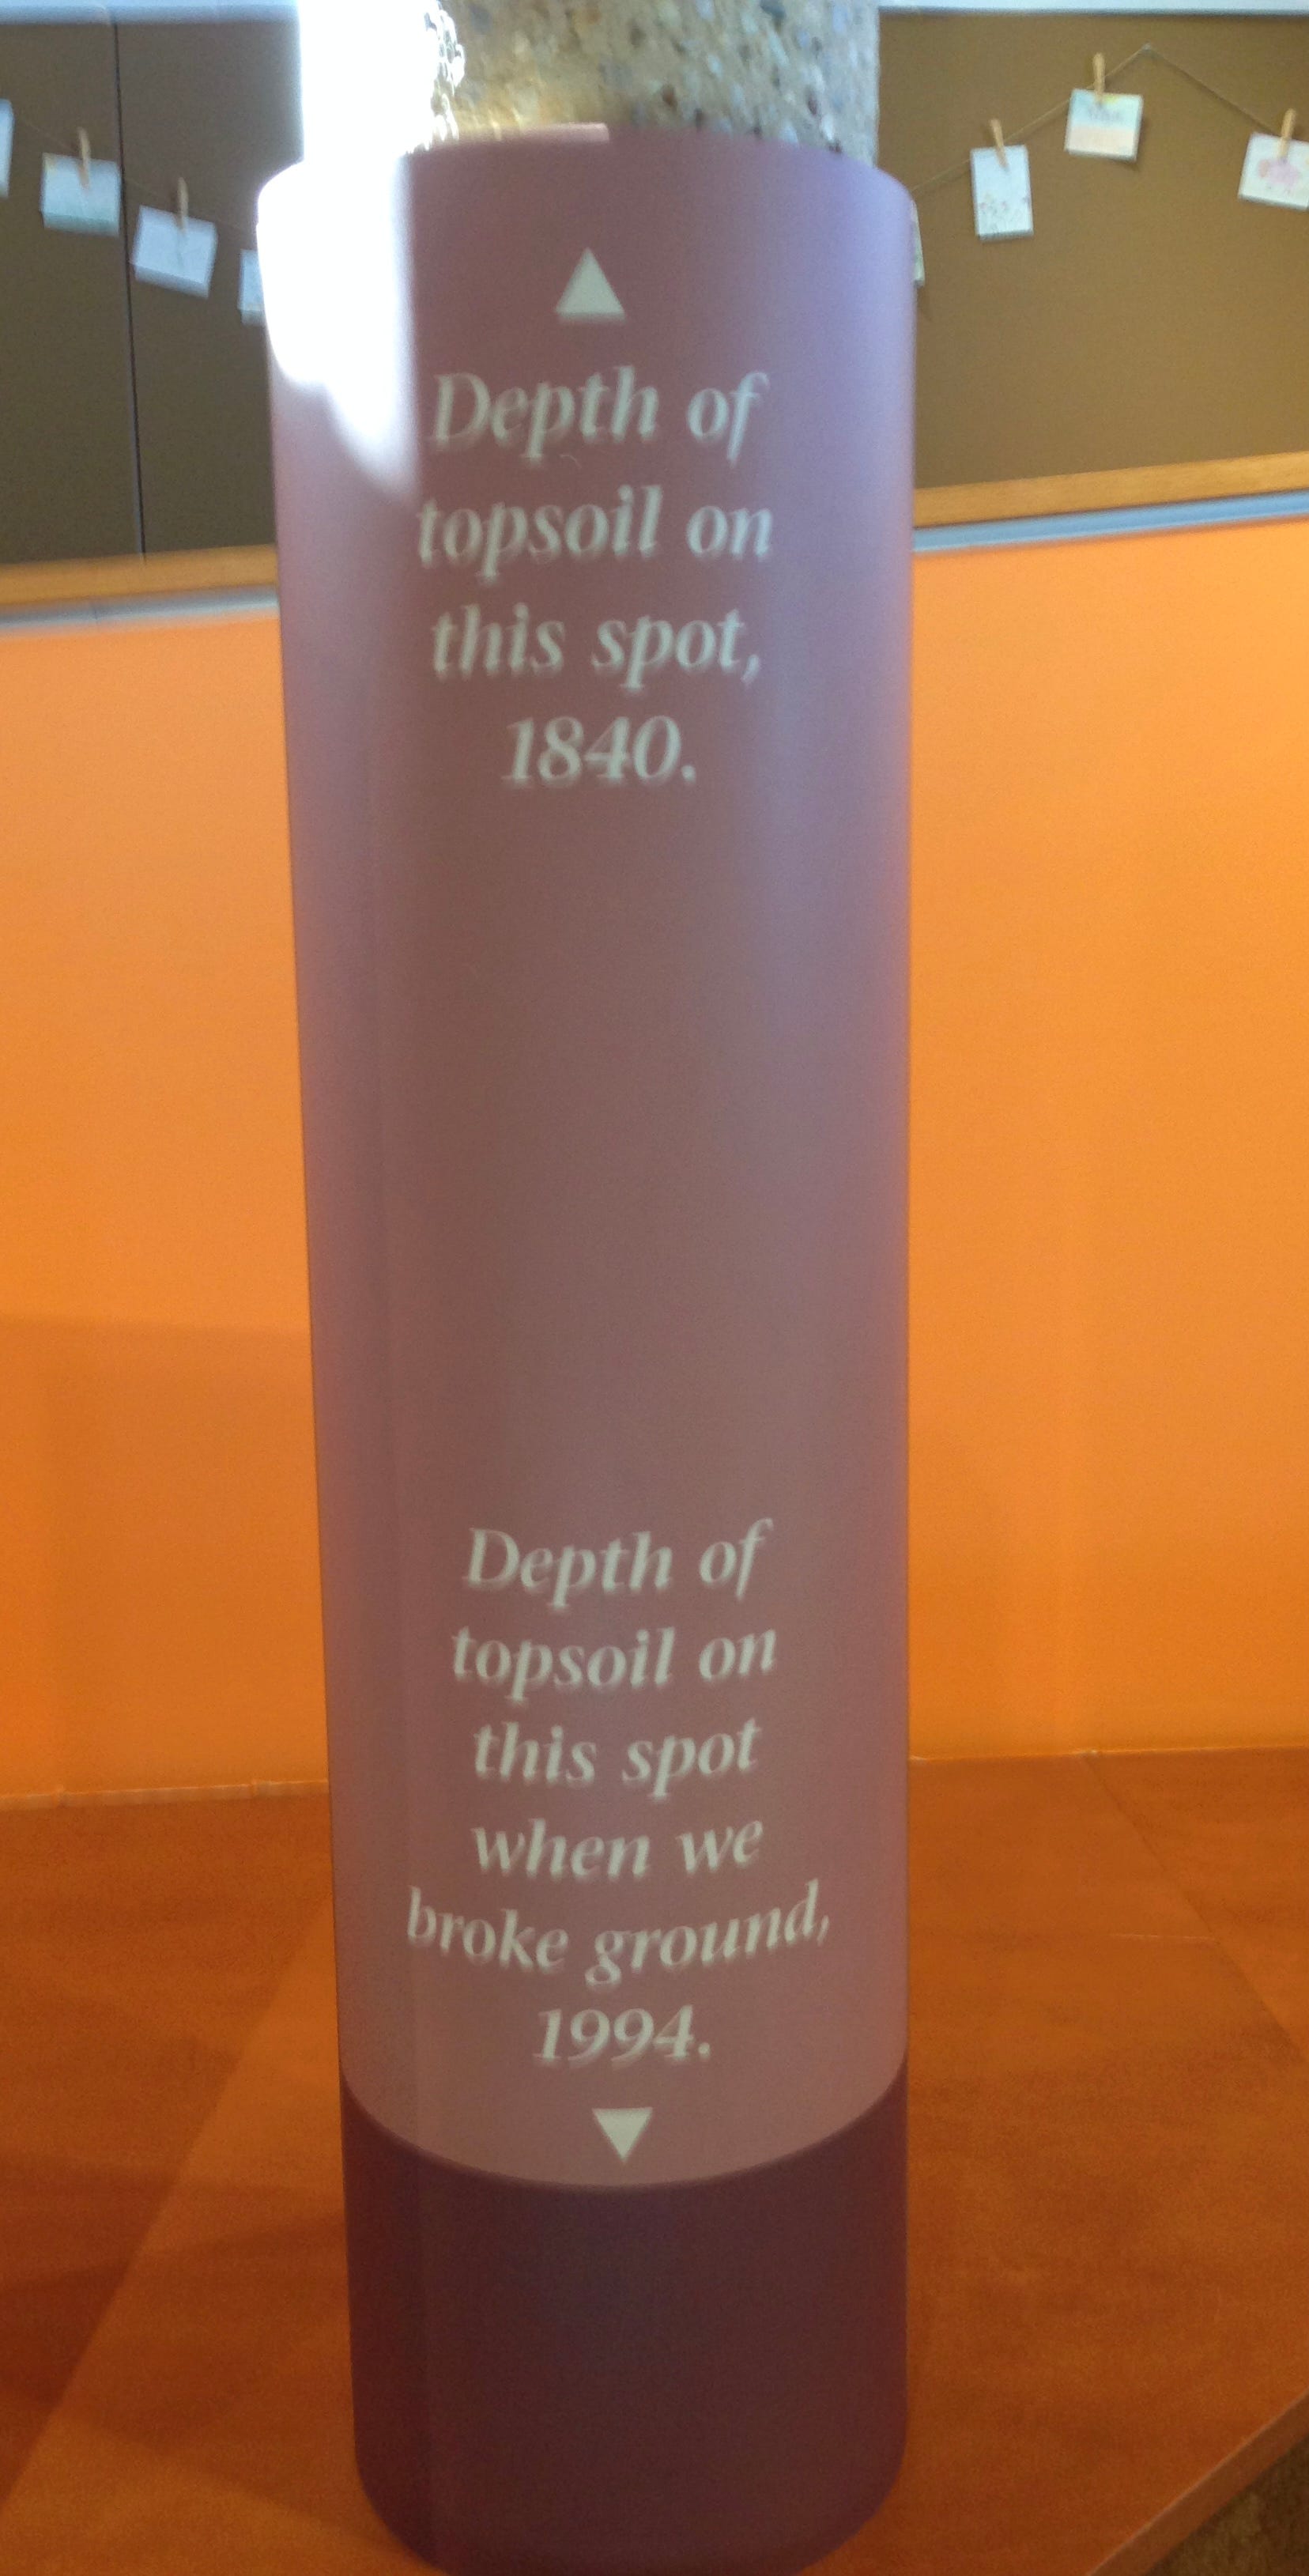 Depth of
topsoil on
this spot,
1840.
Depth of
topsoil on
this spot
when we
broke ground,
1994.